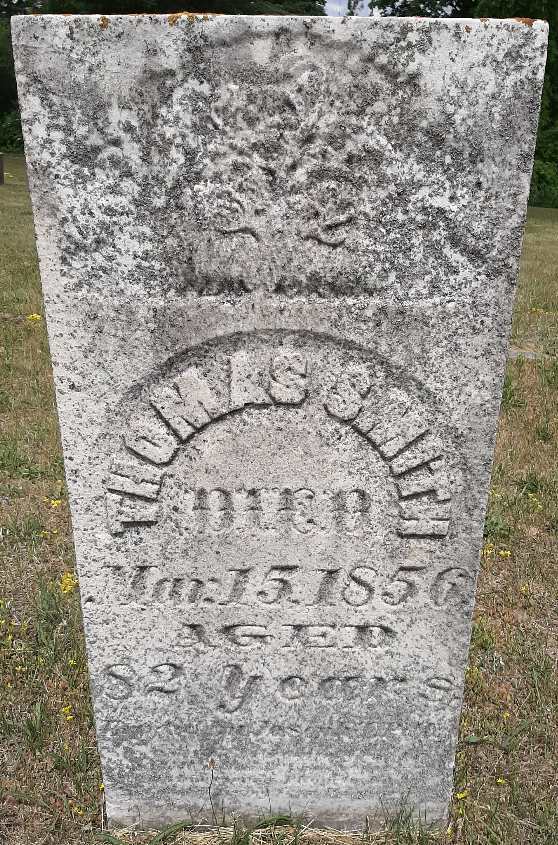 THOMAS SMITH
DIED
Mar. 15, 1856
AGED
82 Years